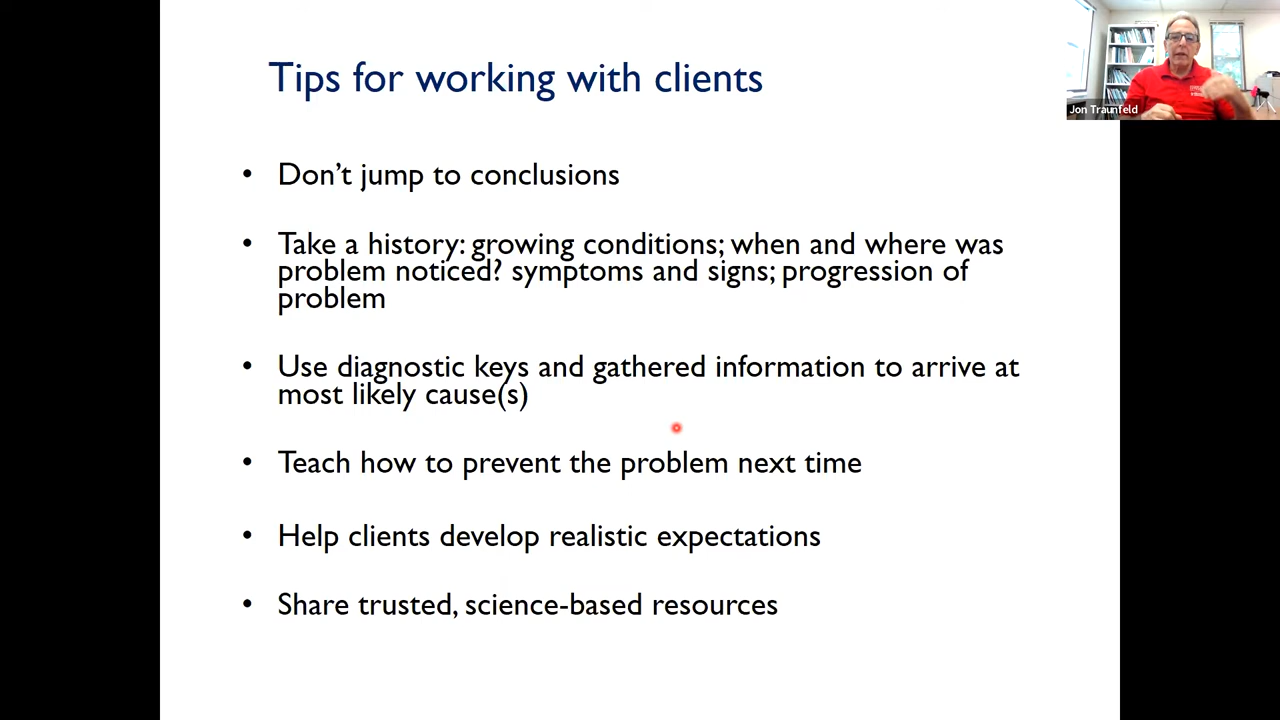 Tips for working with clients
Jon Traunfeld
• Don't jump to conclusions
• Take a history: growing conditions; when and where was
problem noticed? symptoms and signs; progression of
problem
• Use diagnostic keys and gathered information to arrive at
most likely cause(s)
• Teach how to prevent the problem next time
• Help clients develop realistic expectations
• Share trusted, science-based resources